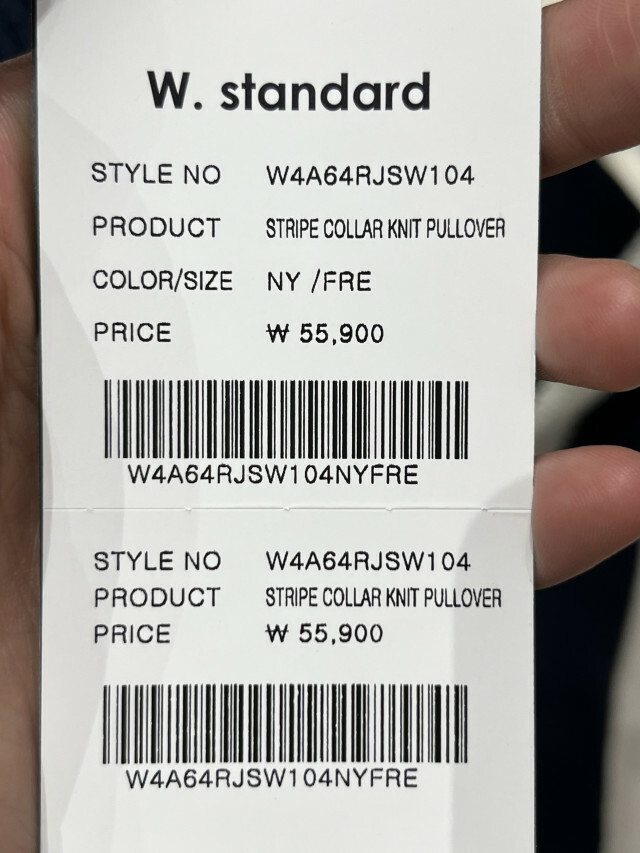 W. standard
STYLE NO W4A64RJSW104
PRODUCT STRIPE COLLAR KNIT PULLOVER
COLOR/SIZE NY /FRE
PRICE ₩ 55,900
W4A64RJSW104NYFRE
STYLE NO W4A64RJSW104
PRODUCT STRIPE COLLAR KNIT PULLOVER
PRICE ₩ 55,900
W4A64RJSW104NYFRE